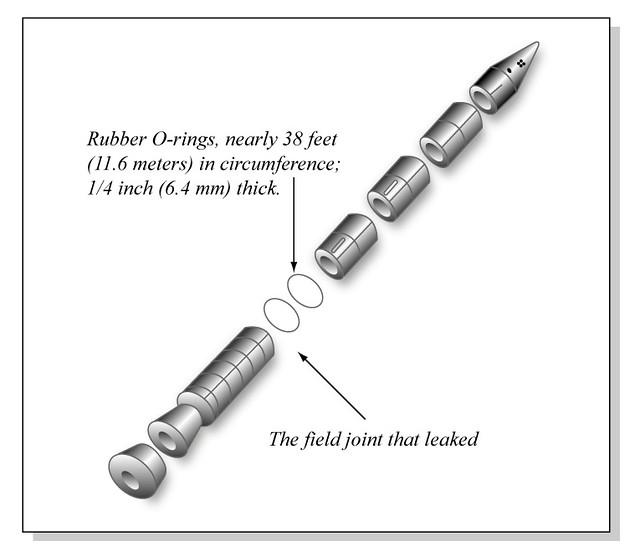 Rubber O-rings, nearly 38 feet
(11.6 meters) in circumference;
1/4 inch (6.4 mm) thick.
The field joint that leaked